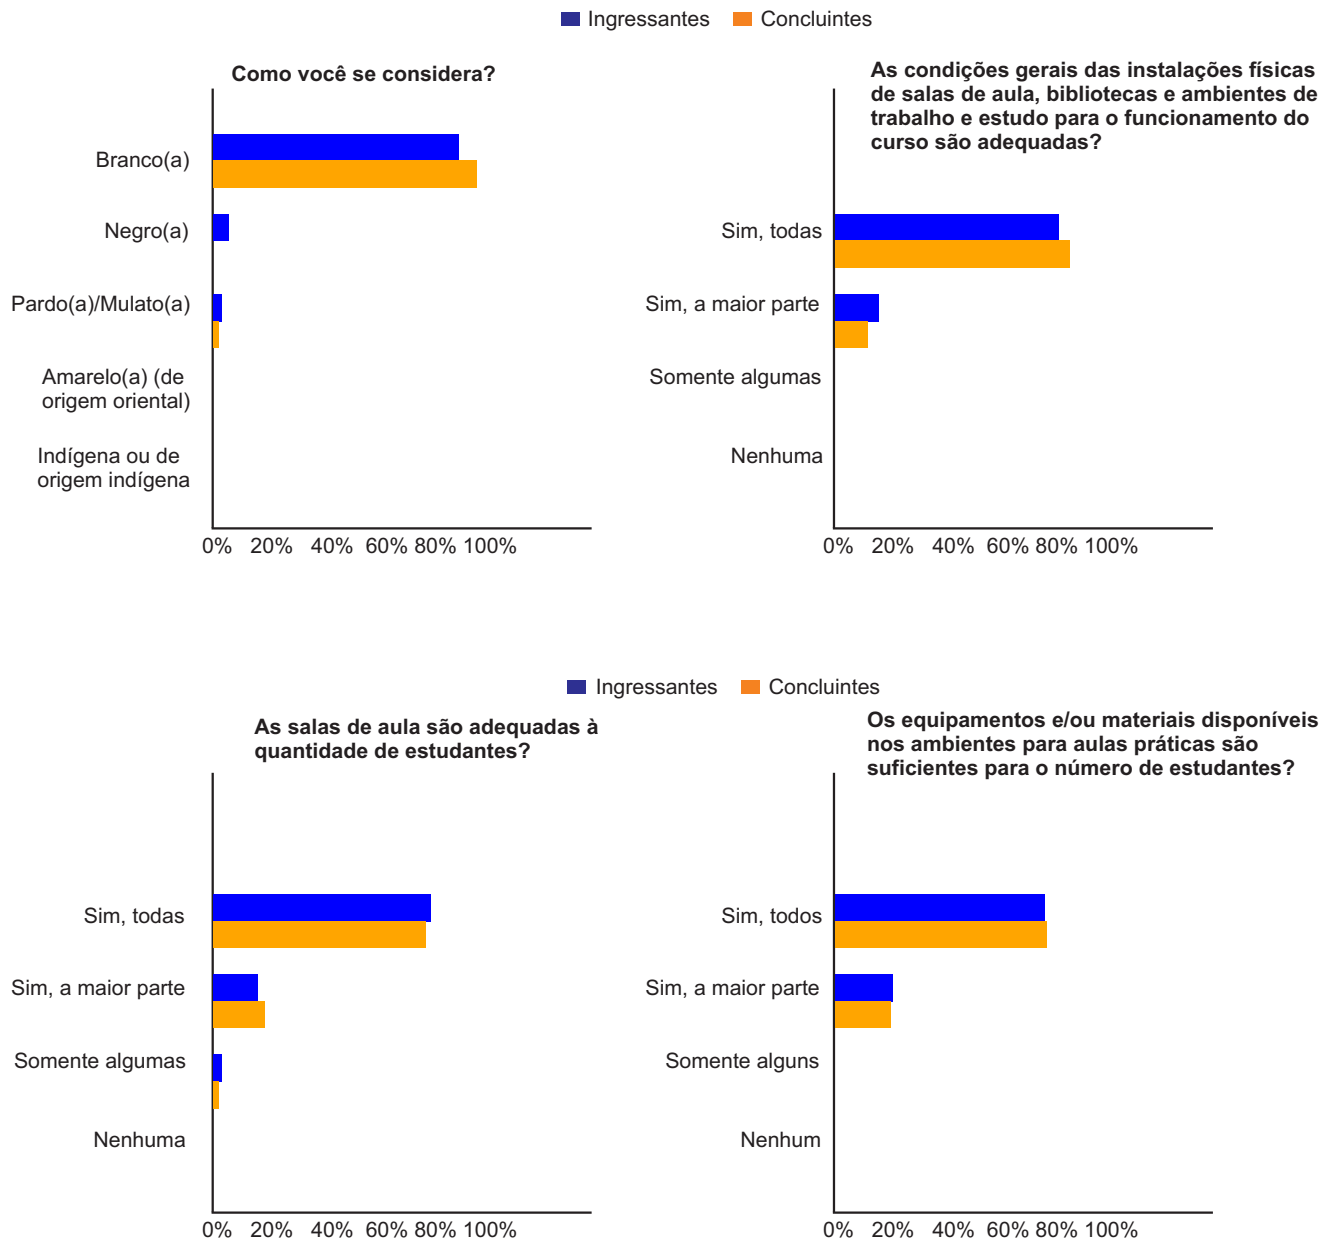 Ingressantes Concluintes
Como você se considera?
Branco(a)
Negro(a)
Pardo(a)/Mulato(a)
Amarelo(a) (de
origem oriental)
Indígena ou de
origem indígena
0% 20% 40% 60% 80% 100%
As condições gerais das instalações físicas
de salas de aula, bibliotecas e ambientes de
trabalho e estudo para o funcionamento do
curso são adequadas?
Sim, todas
Sim, a maior parte
Somente algumas
Nenhuma
0% 20% 40% 60% 80% 100%
Ingressantes Concluintes
As salas de aula são adequadas à
quantidade de estudantes?
Sim, todas
Sim, a maior parte
Somente algumas
Nenhuma
0% 20% 40% 60% 80% 100%
Os equipamentos e/ou materiais disponíveis
nos ambientes para aulas práticas são
suficientes para o número de estudantes?
Sim, todos
Sim, a maior parte
Somente alguns
Nenhum
0% 20% 40% 60% 80% 100%